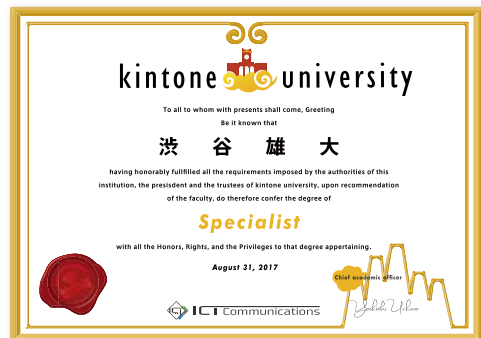 kintone university
To all to whom with presents shall come, Greeting
Be it known that
渋谷雄大
having honorably fullfilled all the requirements imposed by the authorities of this
institution, the presisdent and the trustees of kintone university, upon recommendation
of the faculty, do therefore confer the degree of
Specialist
with all the Honors, Rights, and the Privileges to that degree appertaining.
August 31, 2017
Chief academic officer
ICT Communications